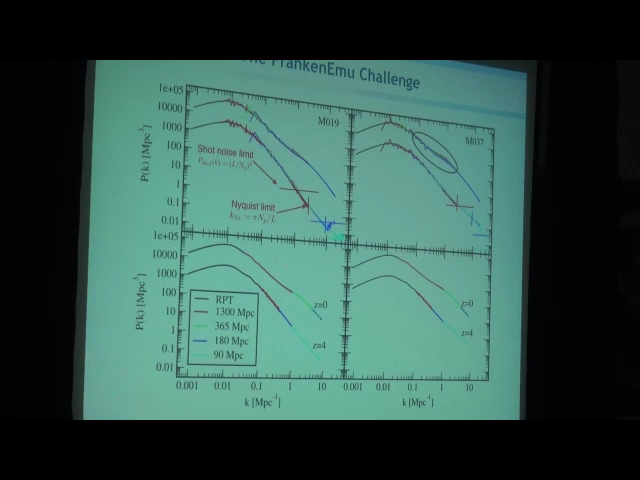 The FrankenEmu Challenge
1e+05
10000
1000
100
10
1
0.1
0.01
P(k) [Mpc³]
M019
M037
Shot noise limit
Nyquist limit
k_Ny = πN_p/L
1e+05
10000
1000
100
10
1
0.1
0.01
P(k) [Mpc³]
RPT
1300 Mpc
365 Mpc
180 Mpc
90 Mpc
z=0
z=4
z=0
z=4
0.001 0.01 0.1 1 10
0.001 0.01 0.1 1 10
k [Mpc⁻¹]
k [Mpc⁻¹]